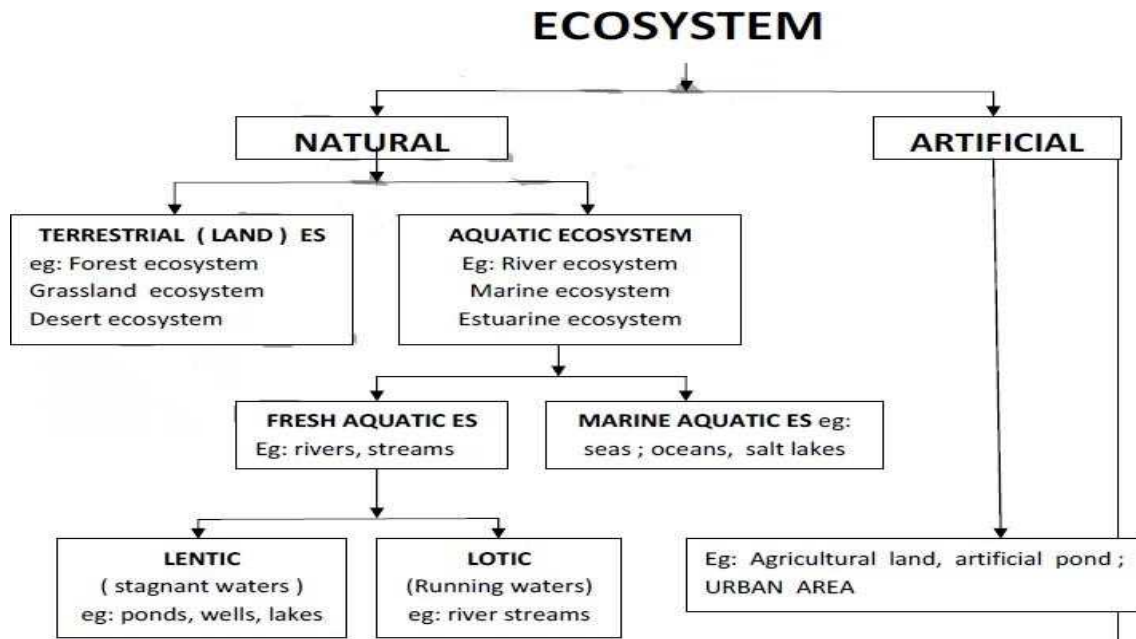 ECOSYSTEM
NATURAL
ARTIFICIAL
TERRESTRIAL ( LAND ) ES
eg: Forest ecosystem
Grassland ecosystem
Desert ecosystem
AQUATIC ECOSYSTEM
Eg: River ecosystem
Marine ecosystem
Estuarine ecosystem
FRESH AQUATIC ES
Eg: rivers, streams
MARINE AQUATIC ES eg:
seas ; oceans, salt lakes
LENTIC
( stagnant waters )
eg: ponds, wells, lakes
LOTIC
(Running waters)
eg: river streams
Eg: Agricultural land, artificial pond ;
URBAN AREA